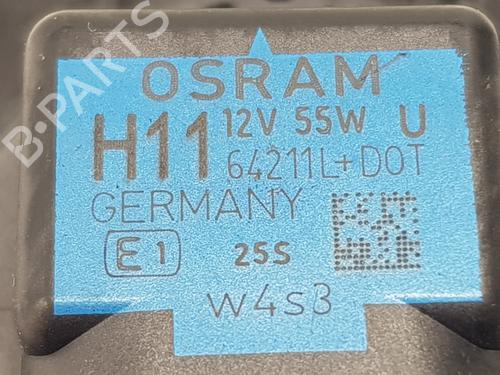 OSRAM
H11 12V 55W U
64211L+DOT
GERMANY
E1 25S
w4s3
B-PARTS